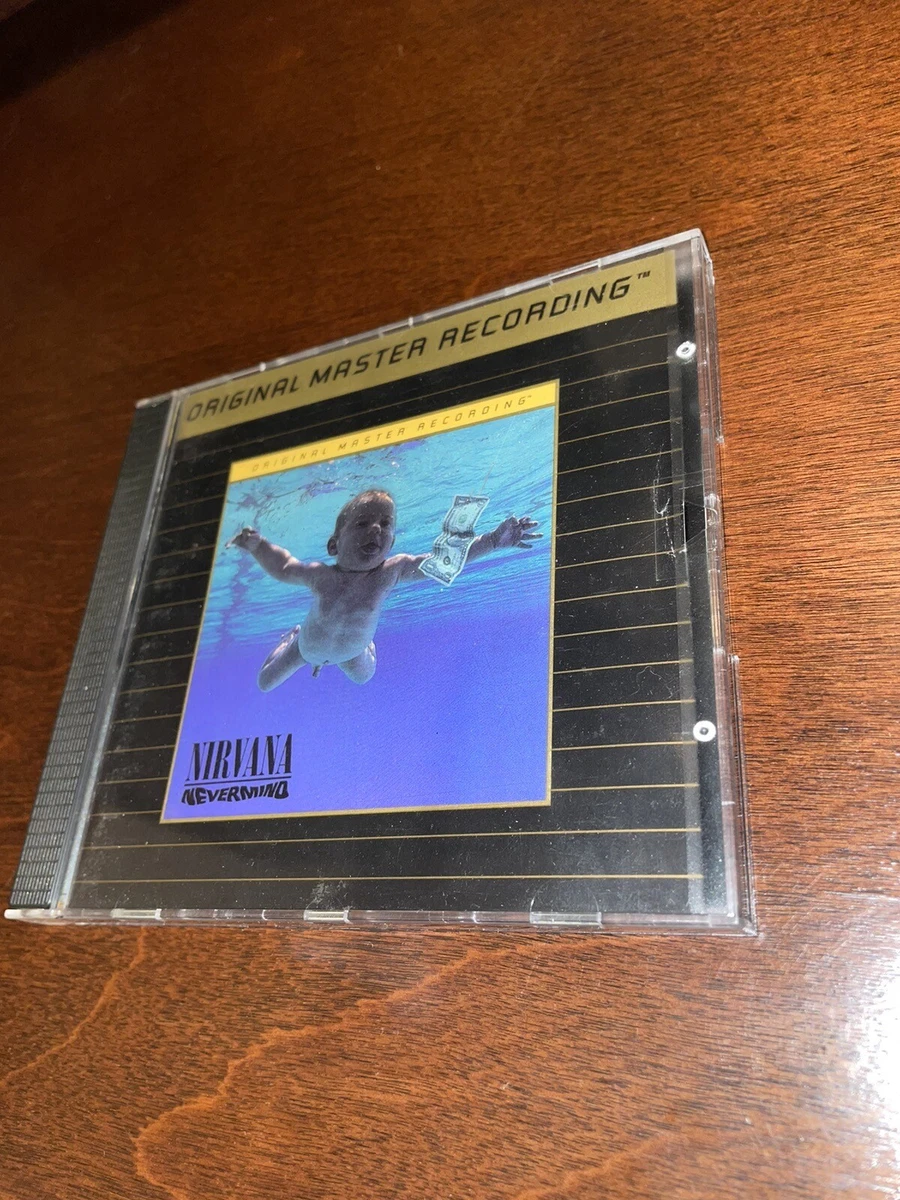 ORIGINAL MASTER RECORDING™
ORIGINAL MASTER RECORDING™
NIRVANA
NEVERMIND